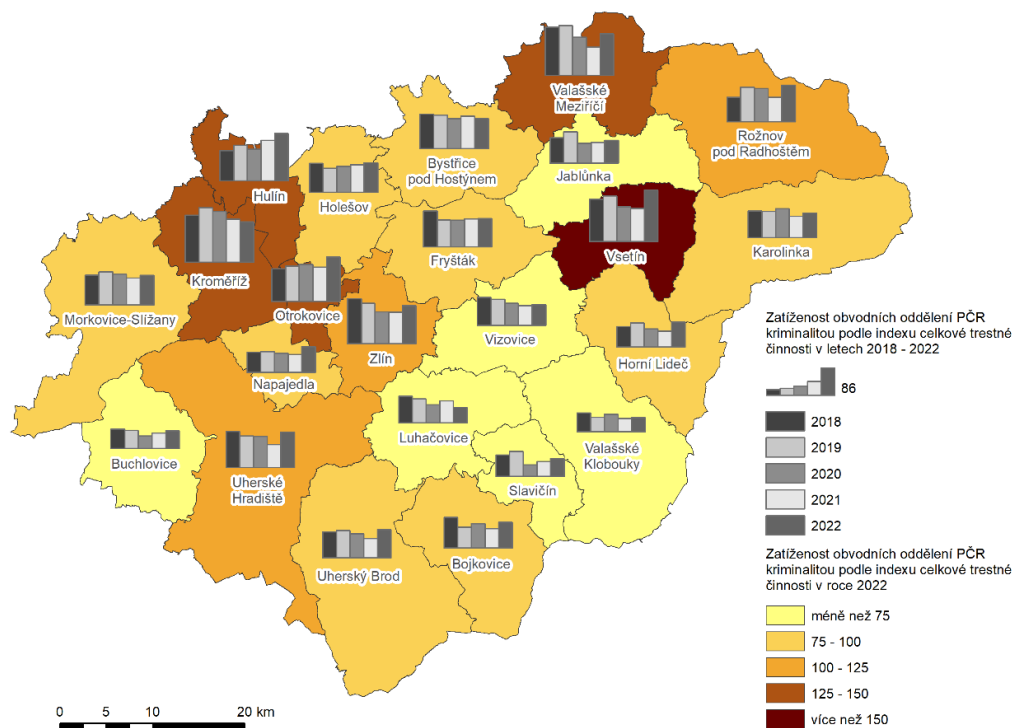 Valašské
Meziříčí
Rožnov
pod Radhoštěm
Bystřice
pod Hostýnem
Jablůnka
Hulín
Holešov
Karolinka
Fryšták
Vsetín
Kroměříž
Morkovice-Slížany
Otrokovice
Zlín
Vizovice
Horní Lideč
Napajedla
Luhačovice
Valašské
Klobouky
Buchlovice
Uherské
Hradiště
Slavičín
Uherský Brod
Bojkovice
Zatíženost obvodních oddělení PČR
kriminalitou podle indexu celkové trestné
činnosti v letech 2018 - 2022
86
2018
2019
2020
2021
2022
Zatíženost obvodních oddělení PČR
kriminalitou podle indexu celkové trestné
činnosti v roce 2022
méně než 75
75 - 100
100 - 125
125 - 150
více než 150
0 5 10 20 km